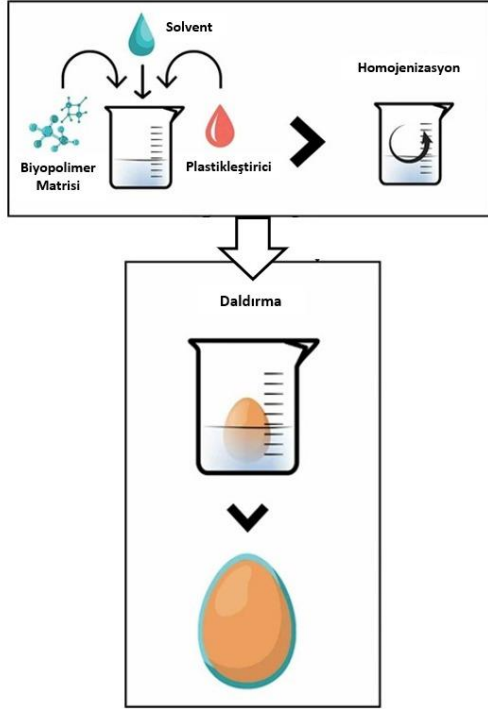 Solvent
Homojenizasyon
Biyopolimer
Matrisi
Plastikleştirici
Daldırma